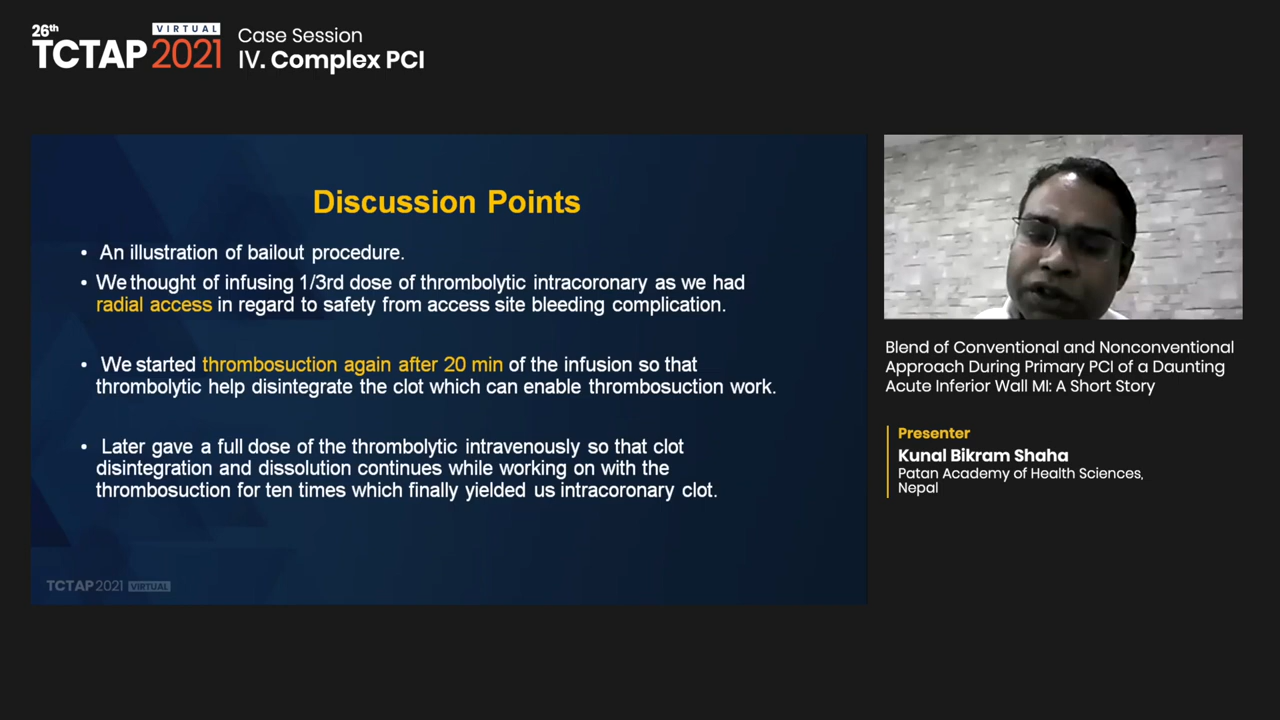 26th
VIRTUAL
TCTAP 2021
Case Session
IV. Complex PCI
Discussion Points
• An illustration of bailout procedure.
• We thought of infusing 1/3rd dose of thrombolytic intracoronary as we had
radial access in regard to safety from access site bleeding complication.
• We started thrombosuction again after 20 min of the infusion so that
thrombolytic help disintegrate the clot which can enable thrombosuction work.
• Later gave a full dose of the thrombolytic intravenously so that clot
disintegration and dissolution continues while working on with the
thrombosuction for ten times which finally yielded us intracoronary clot.
TCTAP 2021 VIRTUAL
Blend of Conventional and Nonconventional
Approach During Primary PCI of a Daunting
Acute Inferior Wall MI: A Short Story
Presenter
Kunal Bikram Shaha
Patan Academy of Health Sciences,
Nepal